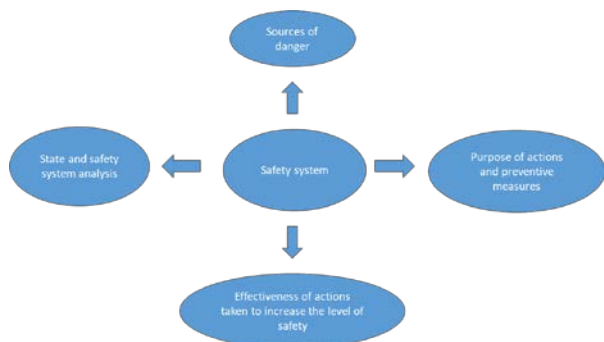 Sources of
danger
State and safety
system analysis
Safety system
Purpose of actions
and preventive
measures
Effectiveness of actions
taken to increase the level of
safety